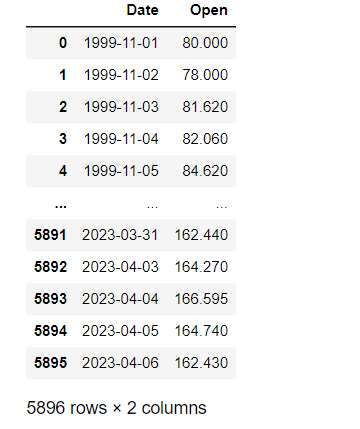 Date Open
0 1999-11-01 80.000
1 1999-11-02 78.000
2 1999-11-03 81.620
3 1999-11-04 82.060
4 1999-11-05 84.620
... ... ...
5891 2023-03-31 162.440
5892 2023-04-03 164.270
5893 2023-04-04 166.595
5894 2023-04-05 164.740
5895 2023-04-06 162.430
5896 rows × 2 columns